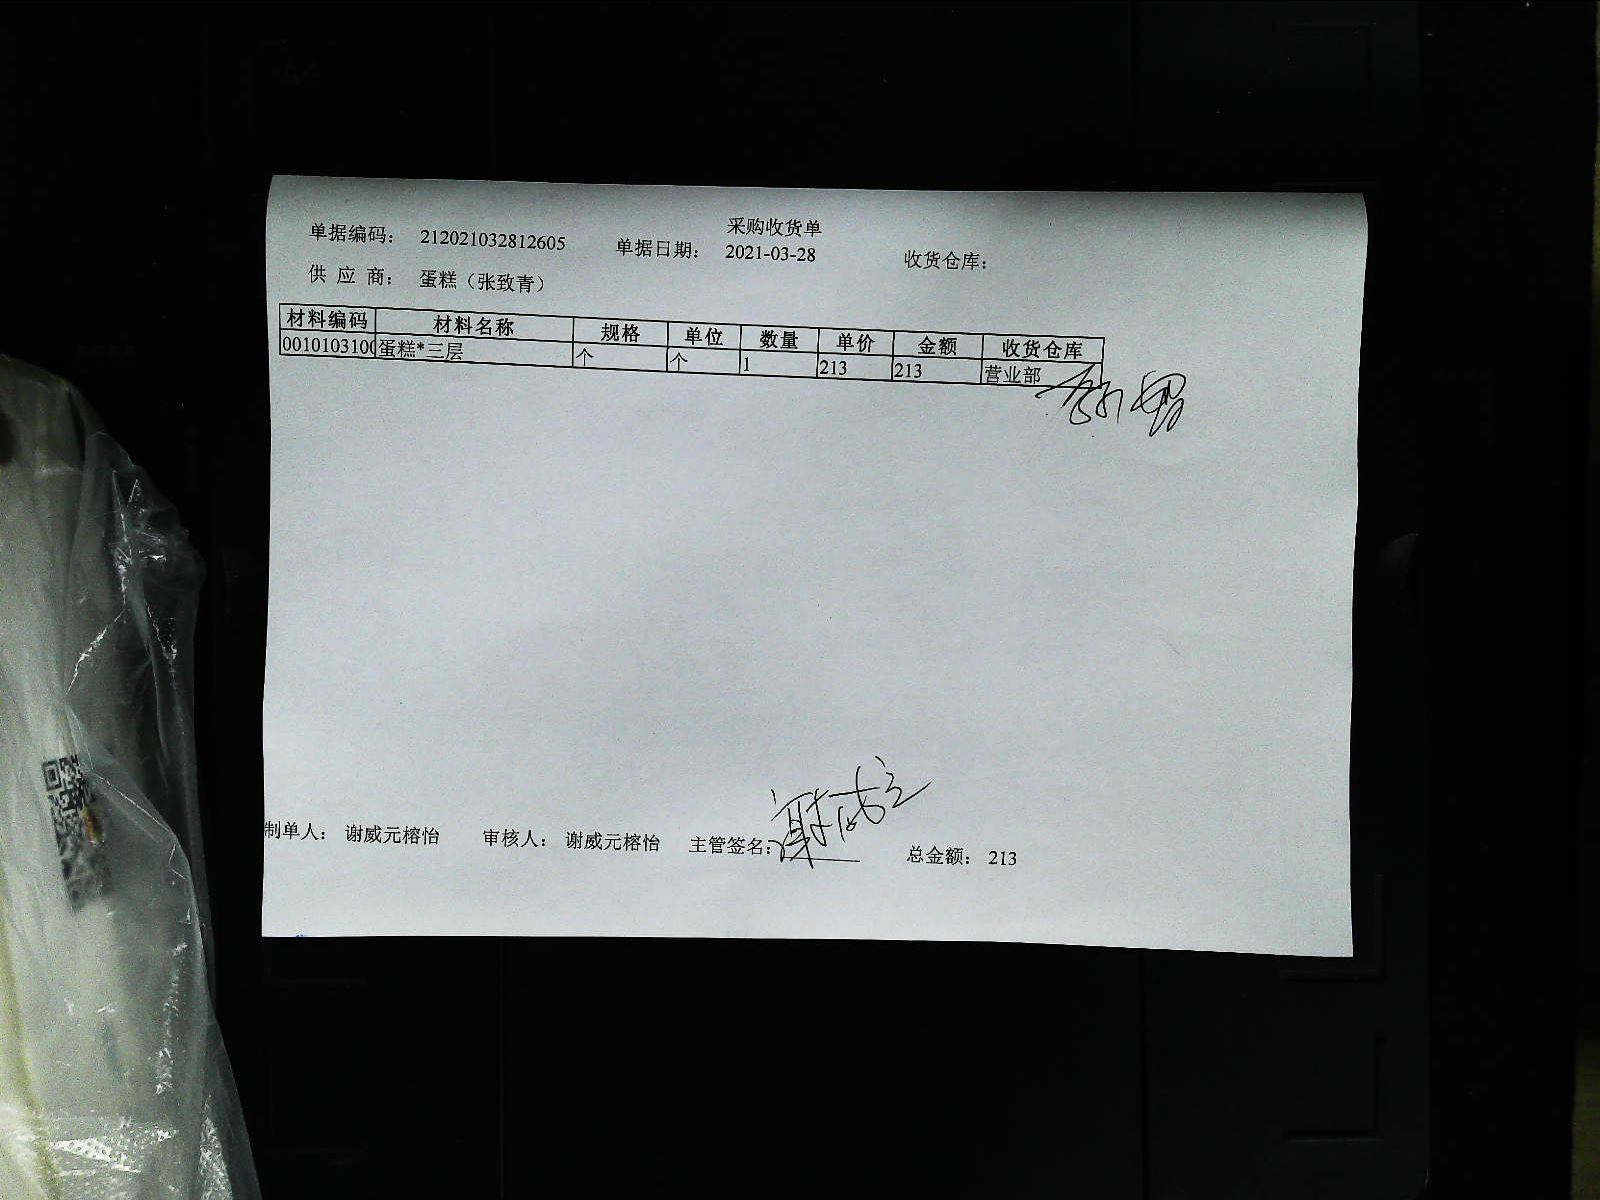 采购收货单
单据编码： 212021032812605 单据日期： 2021-03-28 收货仓库：
供 应 商： 蛋糕（张致青）
材料编码 材料名称 规格 单位 数量 单价 金额 收货仓库
0010103100 蛋糕*三层 个 个 1 213 213 营业部
制单人： 谢威元榕怡 审核人： 谢威元榕怡 主管签名： 总金额： 213